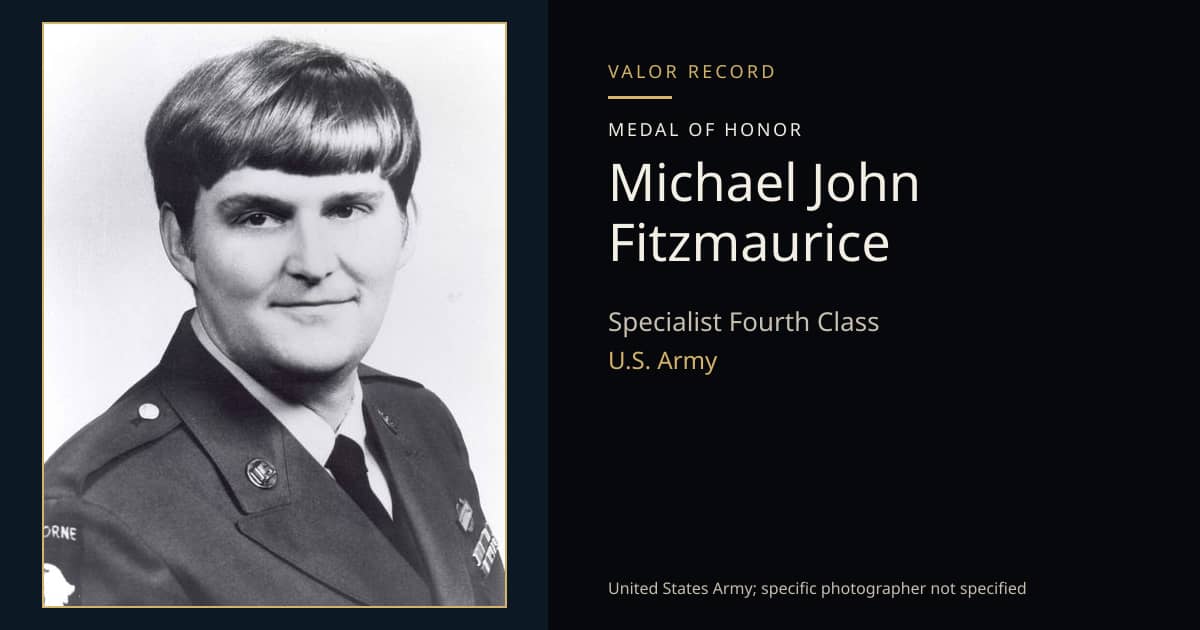 VALOR RECORD
MEDAL OF HONOR
Michael John
Fitzmaurice
Specialist Fourth Class
U.S. Army
ORNE
United States Army; specific photographer not specified